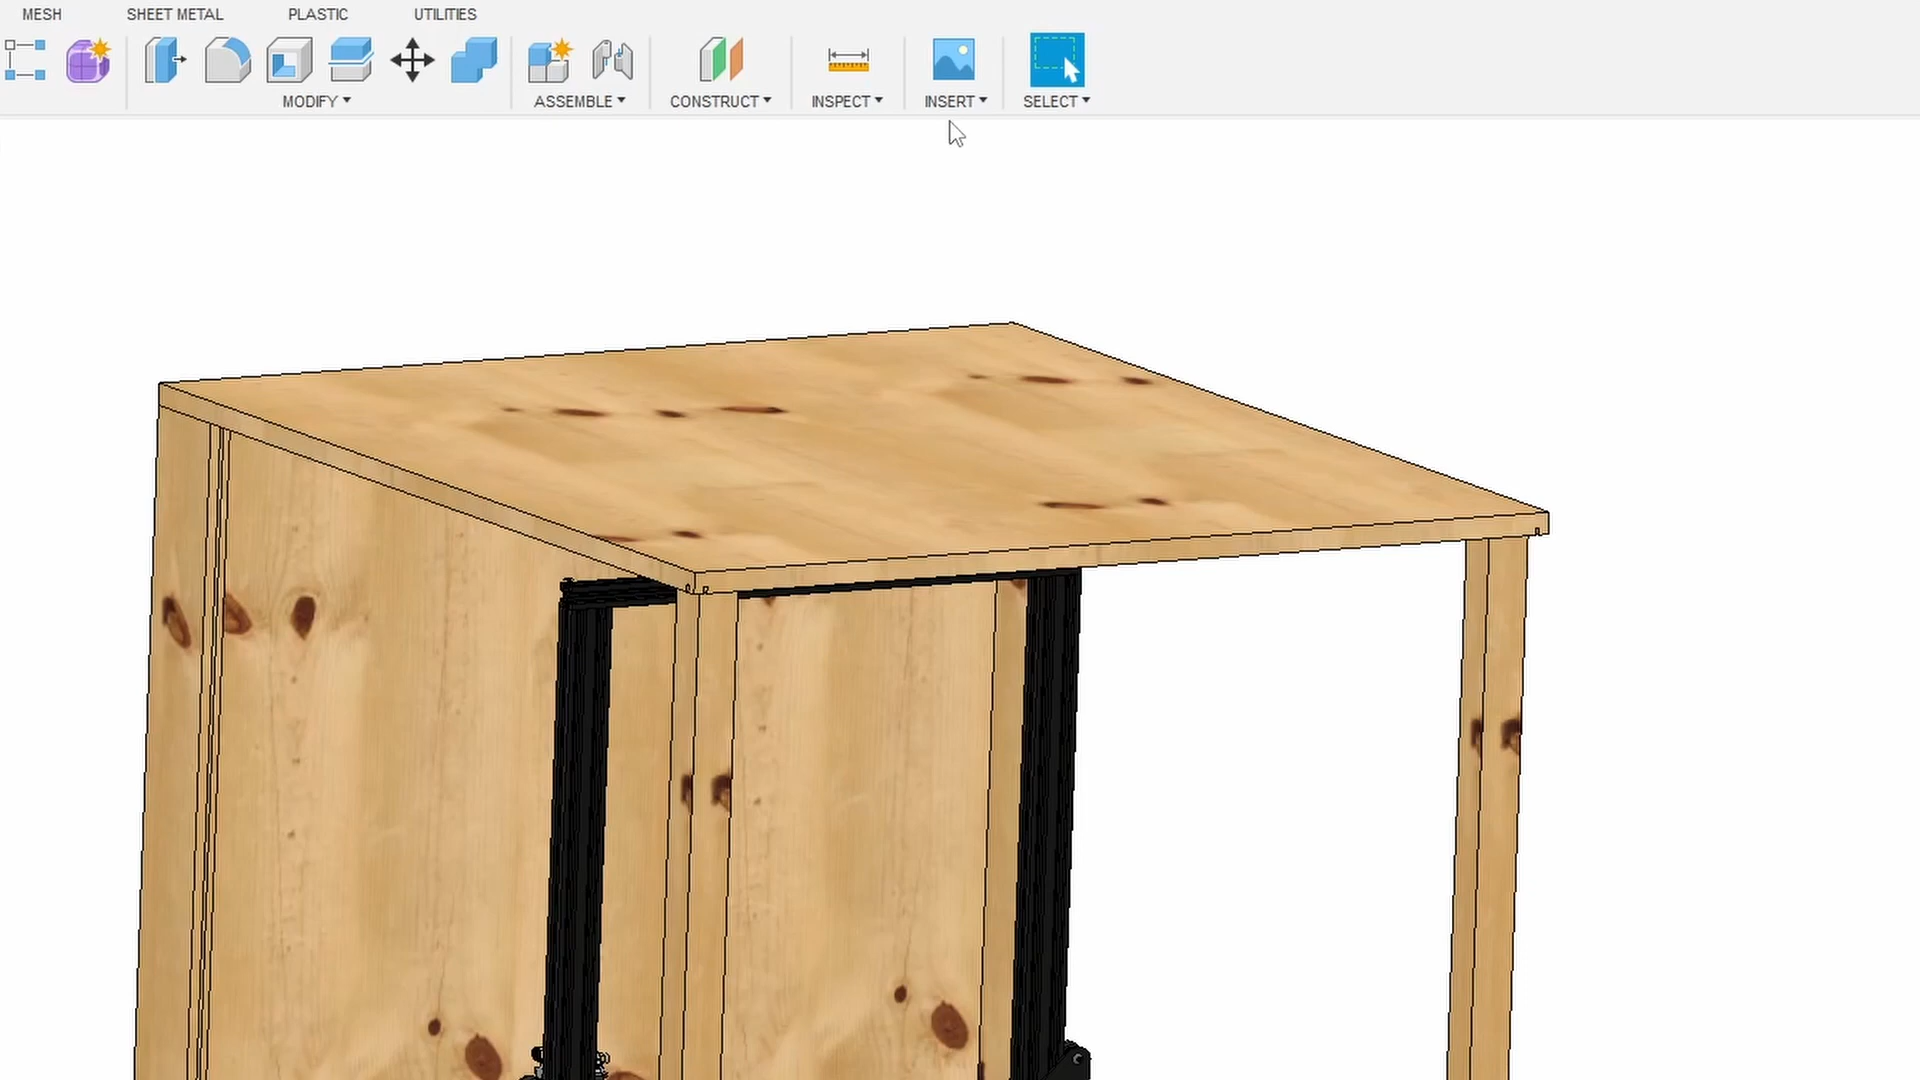 MESH SHEET METAL PLASTIC UTILITIES
MODIFY ASSEMBLE CONSTRUCT INSPECT INSERT SELECT